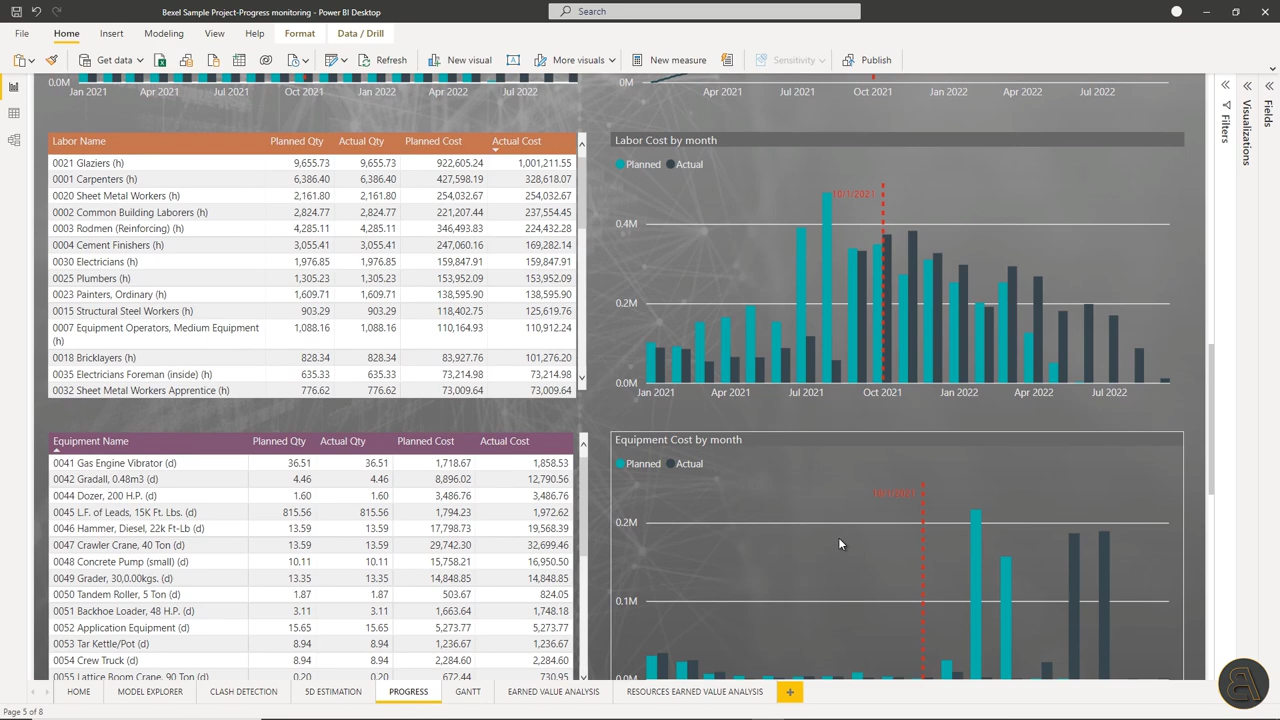 Bexel Sample Project-Progress monitoring - Power BI Desktop
Search
File Home Insert Modeling View Help Format Data / Drill
Get data Refresh New visual More visuals New measure Sensitivity Publish
0.0M
Jan 2021 Apr 2021 Jul 2021 Oct 2021 Jan 2022 Apr 2022 Jul 2022
0M
Apr 2021 Jul 2021 Oct 2021 Jan 2022 Apr 2022 Jul 2022
Filters
Visualizations
Fields
Labor Name Planned Qty Actual Qty Planned Cost Actual Cost
0021 Glaziers (h) 9,655.73 9,655.73 922,605.24 1,001,211.55
0001 Carpenters (h) 6,386.40 6,386.40 427,598.19 328,618.07
0020 Sheet Metal Workers (h) 2,161.80 2,161.80 254,032.67 254,032.67
0002 Common Building Laborers (h) 2,824.77 2,824.77 221,207.44 237,554.45
0003 Rodmen (Reinforcing) (h) 4,285.11 4,285.11 346,493.83 224,432.28
0004 Cement Finishers (h) 3,055.41 3,055.41 247,060.16 169,282.14
0030 Electricians (h) 1,976.85 1,976.85 159,847.91 159,847.91
0025 Plumbers (h) 1,305.23 1,305.23 153,952.09 153,952.09
0023 Painters, Ordinary (h) 1,609.71 1,609.71 138,595.90 138,595.90
0015 Structural Steel Workers (h) 903.29 903.29 118,402.75 125,619.76
0007 Equipment Operators, Medium Equipment 1,088.16 1,088.16 110,164.93 110,912.24
(h)
0018 Bricklayers (h) 828.34 828.34 83,927.76 101,276.20
0035 Electricians Foreman (inside) (h) 635.33 635.33 73,214.98 73,214.98
0032 Sheet Metal Workers Apprentice (h) 776.62 776.62 73,009.64 73,009.64
Labor Cost by month
Planned Actual
10/1/2021
0.4M
0.2M
0.0M
Jan 2021 Apr 2021 Jul 2021 Oct 2021 Jan 2022 Apr 2022 Jul 2022
Equipment Name Planned Qty Actual Qty Planned Cost Actual Cost
0041 Gas Engine Vibrator (d) 36.51 36.51 1,718.67 1,858.53
0042 Gradall, 0.48m3 (d) 4.46 4.46 8,896.02 12,790.56
0044 Dozer, 200 H.P. (d) 1.60 1.60 3,486.76 3,486.76
0045 L.F. of Leads, 15K Ft. Lbs. (d) 815.56 815.56 1,794.23 1,972.62
0046 Hammer, Diesel, 22k Ft-Lb (d) 13.59 13.59 17,798.73 19,568.39
0047 Crawler Crane, 40 Ton (d) 13.59 13.59 29,742.30 32,699.46
0048 Concrete Pump (small) (d) 10.11 10.11 15,758.21 16,950.50
0049 Grader, 30,0.00kgs. (d) 13.35 13.35 14,848.85 14,848.85
0050 Tandem Roller, 5 Ton (d) 1.87 1.87 503.67 824.05
0051 Backhoe Loader, 48 H.P. (d) 3.11 3.11 1,663.64 1,748.18
0052 Application Equipment (d) 15.65 15.65 5,273.77 5,273.77
0053 Tar Kettle/Pot (d) 8.94 8.94 1,236.67 1,236.67
0054 Crew Truck (d) 8.94 8.94 2,284.60 2,284.60
0055 Lattice Boom Crane, 90 Ton (d) 0.20 0.20 667.40 730.95
Equipment Cost by month
Planned Actual
10/1/2021
0.2M
0.1M
0.0M
HOME MODEL EXPLORER CLASH DETECTION 5D ESTIMATION PROGRESS GANTT EARNED VALUE ANALYSIS RESOURCES EARNED VALUE ANALYSIS
Page 5 of 8